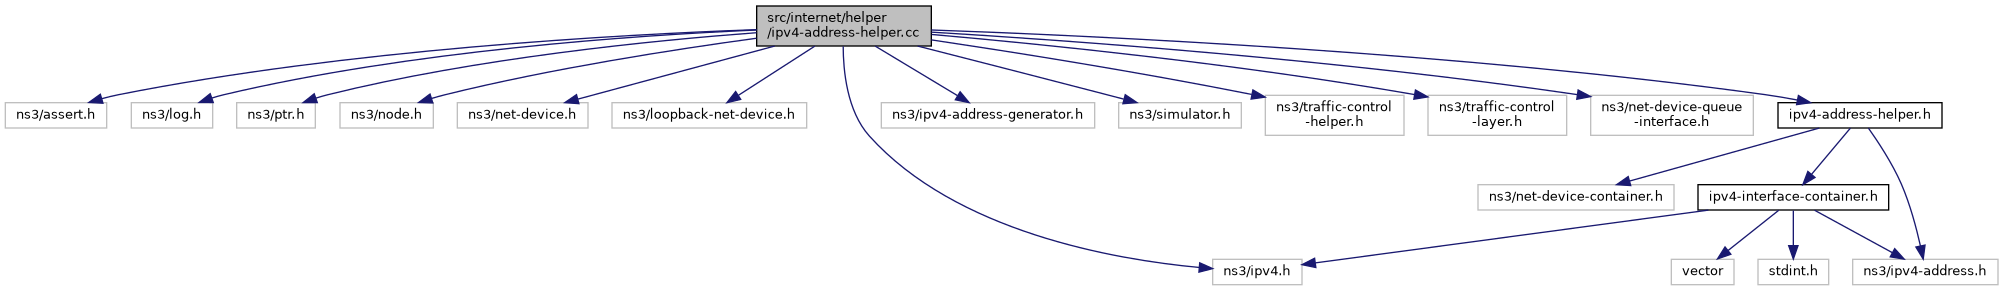 src/internet/helper
/ipv4-address-helper.cc
ns3/assert.h
ns3/log.h
ns3/ptr.h
ns3/node.h
ns3/net-device.h
ns3/loopback-net-device.h
ns3/ipv4-address-generator.h
ns3/simulator.h
ns3/traffic-control
-helper.h
ns3/traffic-control
-layer.h
ns3/net-device-queue
-interface.h
ipv4-address-helper.h
ns3/net-device-container.h
ipv4-interface-container.h
ns3/ipv4.h
vector
stdint.h
ns3/ipv4-address.h